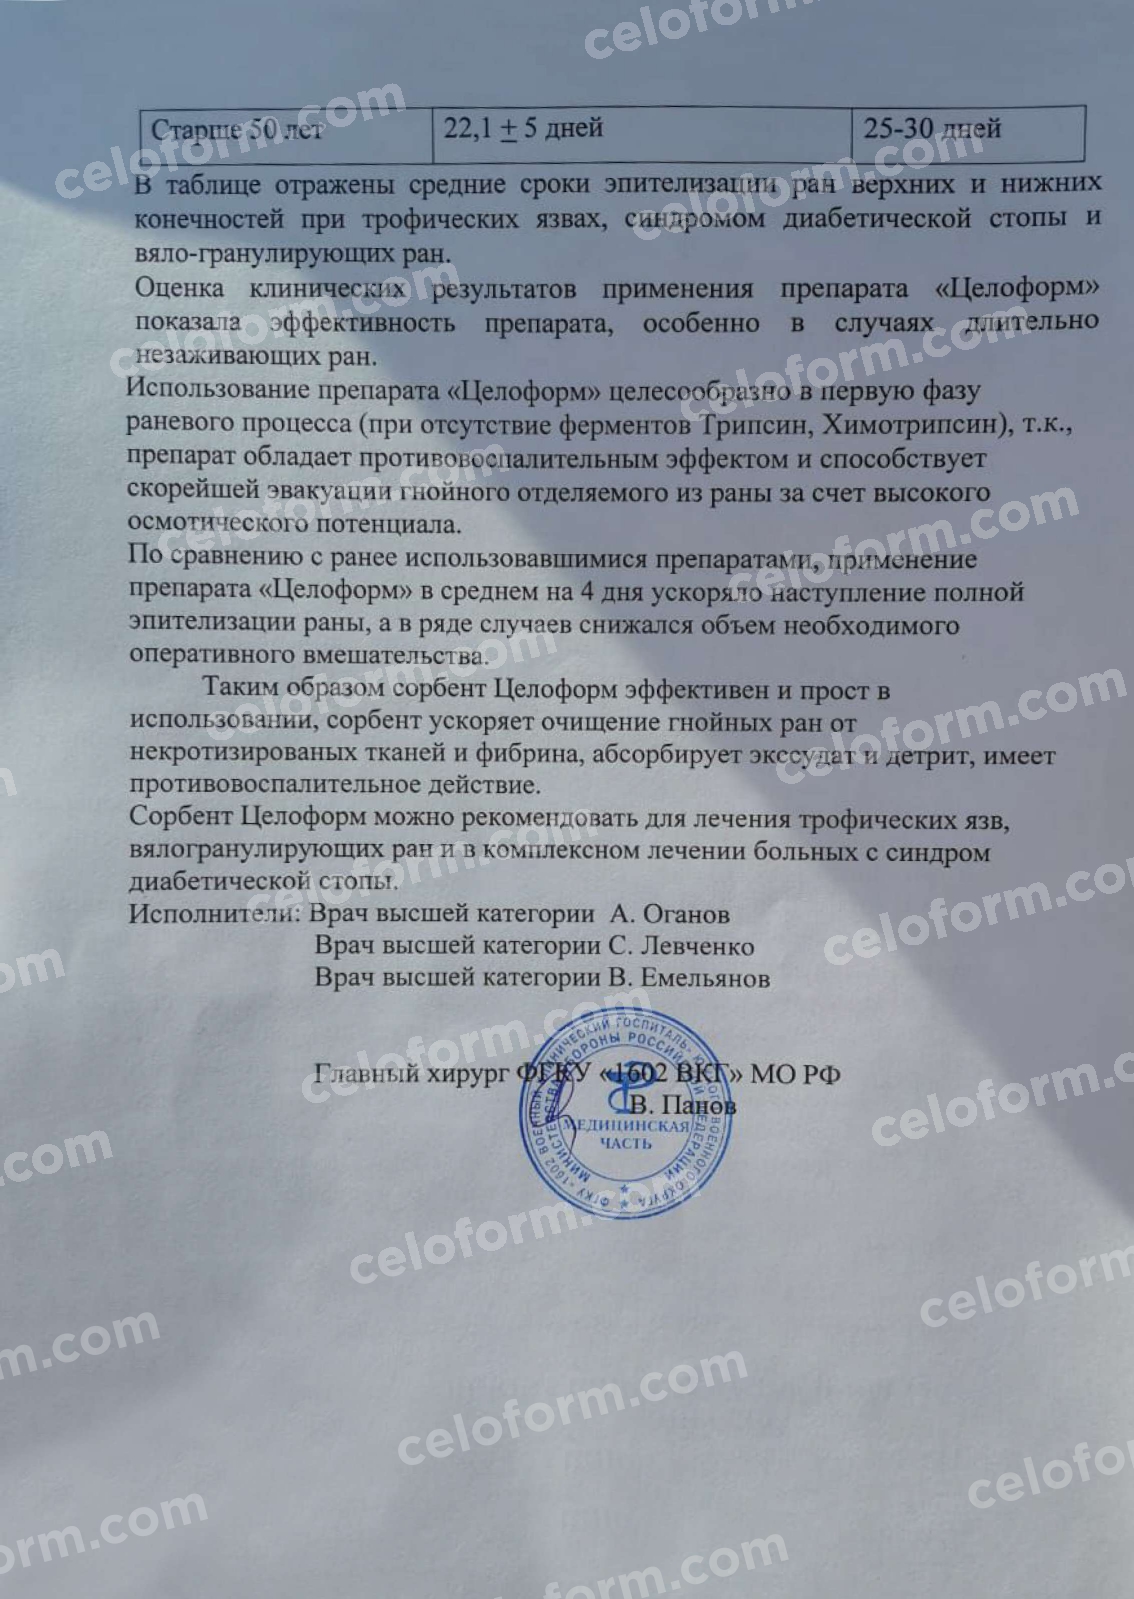 Старше 50 лет 22,1 ± 5 дней 25-30 дней
В таблице отражены средние сроки эпителизации ран верхних и нижних
конечностей при трофических язвах, синдромом диабетической стопы и
вяло-гранулирующих ран.
Оценка клинических результатов применения препарата «Целоформ»
показала эффективность препарата, особенно в случаях длительно
незаживающих ран.
Использование препарата «Целоформ» целесообразно в первую фазу
раневого процесса (при отсутствие ферментов Трипсин, Химотрипсин), т.к.,
препарат обладает противовоспалительным эффектом и способствует
скорейшей эвакуации гнойного отделяемого из раны за счет высокого
осмотического потенциала.
По сравнению с ранее использовавшимися препаратами, применение
препарата «Целоформ» в среднем на 4 дня ускоряло наступление полной
эпителизации раны, а в ряде случаев снижался объем необходимого
оперативного вмешательства.
Таким образом сорбент Целоформ эффективен и прост в
использовании, сорбент ускоряет очищение гнойных ран от
некротизированых тканей и фибрина, абсорбирует экссудат и детрит, имеет
противовоспалительное действие.
Сорбент Целоформ можно рекомендовать для лечения трофических язв,
вялогранулирующих ран и в комплексном лечении больных с синдром
диабетической стопы.
Исполнители: Врач высшей категории А. Оганов
Врач высшей категории С. Левченко
Врач высшей категории В. Емельянов
Главный хирург ФГКУ «1602 ВКГ» МО РФ
В. Панов
ФГКУ «1602 ВОЕННЫЙ КЛИНИЧЕСКИЙ ГОСПИТАЛЬ» ЮЖНОГО ВОЕННОГО ОКРУГА
МИНИСТЕРСТВА ОБОРОНЫ РОССИЙСКОЙ ФЕДЕРАЦИИ
МЕДИЦИНСКАЯ
ЧАСТЬ
celoform.com